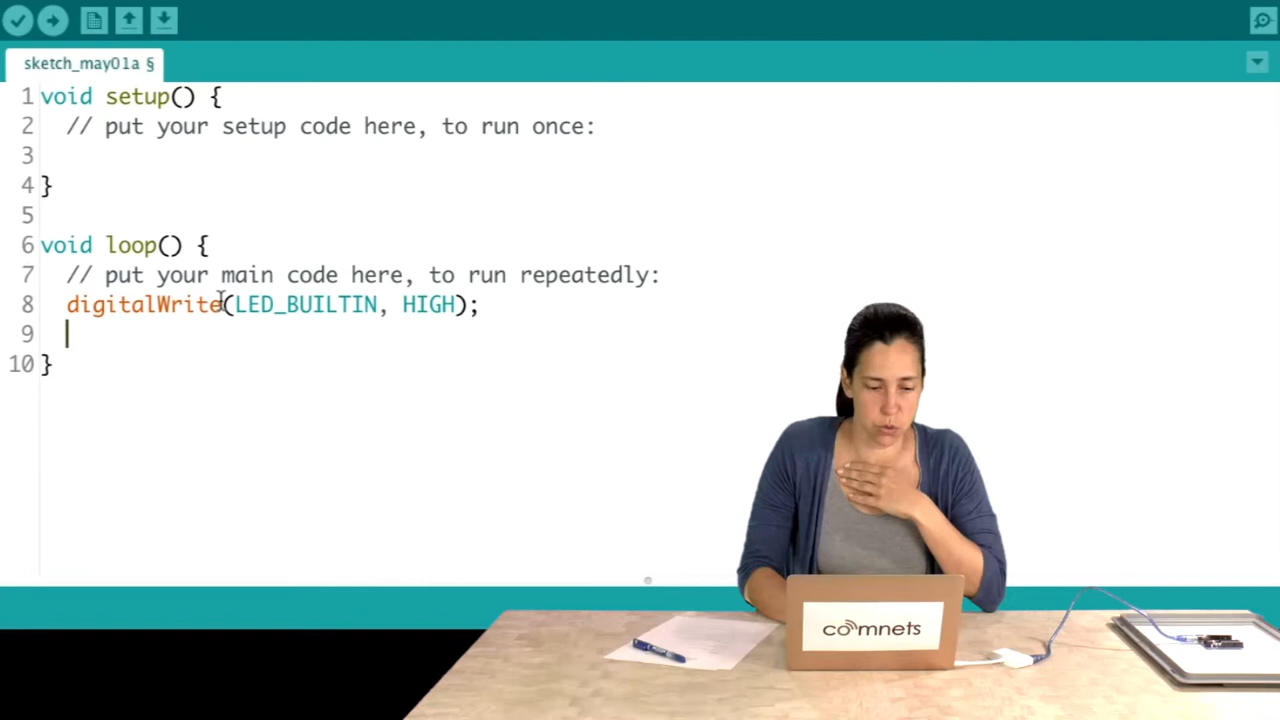 sketch_may01a §
1 void setup() {
2 // put your setup code here, to run once:
3
4 }
5
6 void loop() {
7 // put your main code here, to run repeatedly:
8 digitalWrite(LED_BUILTIN, HIGH);
9
10 }
comnets